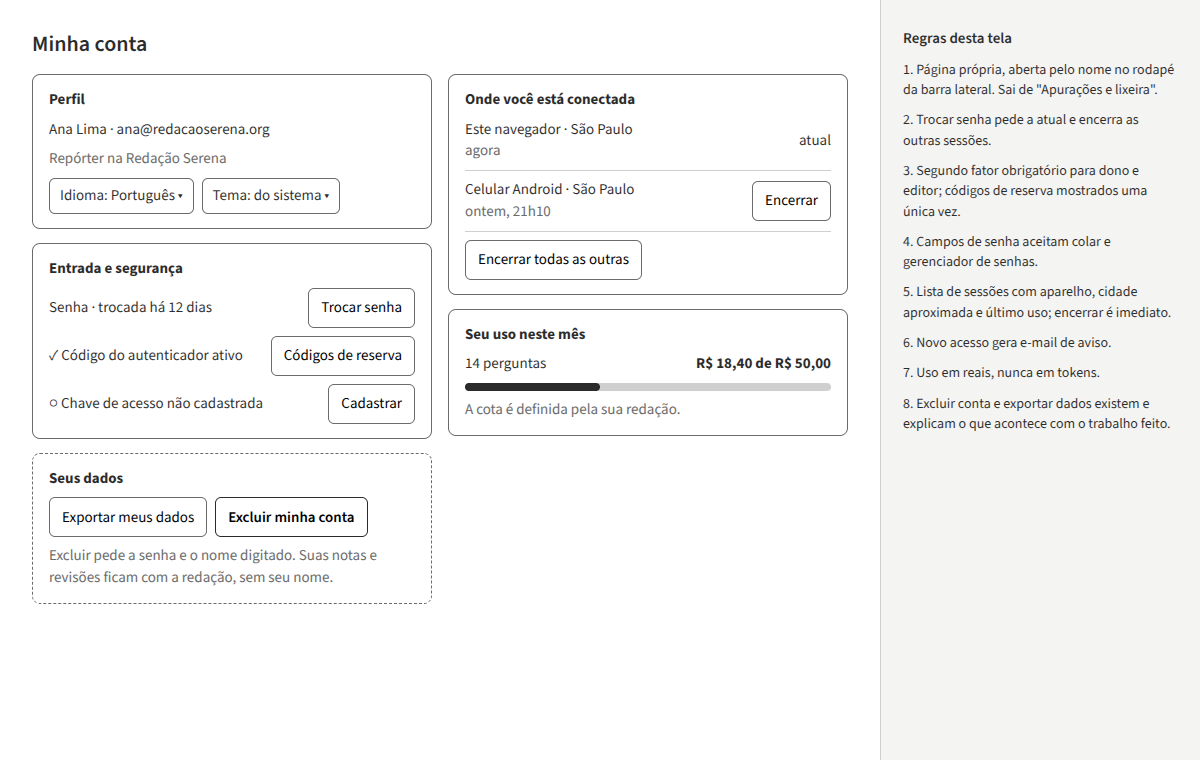 Minha conta
Perfil
Ana Lima · ana@redacaoserena.org
Repórter na Redação Serena
Idioma: Português ▾
Tema: do sistema ▾
Entrada e segurança
Senha · trocada há 12 dias
Trocar senha
✓ Código do autenticador ativo
Códigos de reserva
○ Chave de acesso não cadastrada
Cadastrar
Seus dados
Exportar meus dados
Excluir minha conta
Excluir pede a senha e o nome digitado. Suas notas e
revisões ficam com a redação, sem seu nome.
Onde você está conectada
Este navegador · São Paulo
agora
atual
Celular Android · São Paulo
ontem, 21h10
Encerrar
Encerrar todas as outras
Seu uso neste mês
14 perguntas
R$ 18,40 de R$ 50,00
A cota é definida pela sua redação.
Regras desta tela
1. Página própria, aberta pelo nome no rodapé
da barra lateral. Sai de "Apurações e lixeira".
2. Trocar senha pede a atual e encerra as
outras sessões.
3. Segundo fator obrigatório para dono e
editor; códigos de reserva mostrados uma
única vez.
4. Campos de senha aceitam colar e
gerenciador de senhas.
5. Lista de sessões com aparelho, cidade
aproximada e último uso; encerrar é imediato.
6. Novo acesso gera e-mail de aviso.
7. Uso em reais, nunca em tokens.
8. Excluir conta e exportar dados existem e
explicam o que acontece com o trabalho feito.